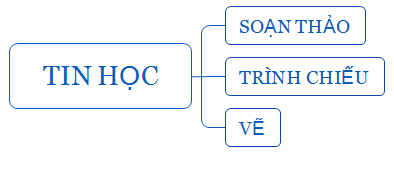 TIN HỌC
SOẠN THẢO
TRÌNH CHIẾU
VẼ